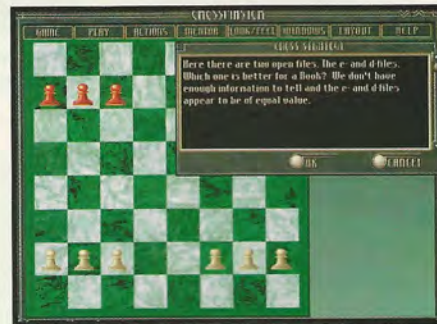 CHESSMASTER
GAME PLAY ACTIONS MENTOR LOOK/FEEL WINDOWS LAYOUT HELP
CHESS STRATEGY
Here there are two open files. The e- and d-files.
Which one is better for a Rook? We don't have
enough information to tell and the e- and d-files
appear to be of equal value.
OK CANCEL